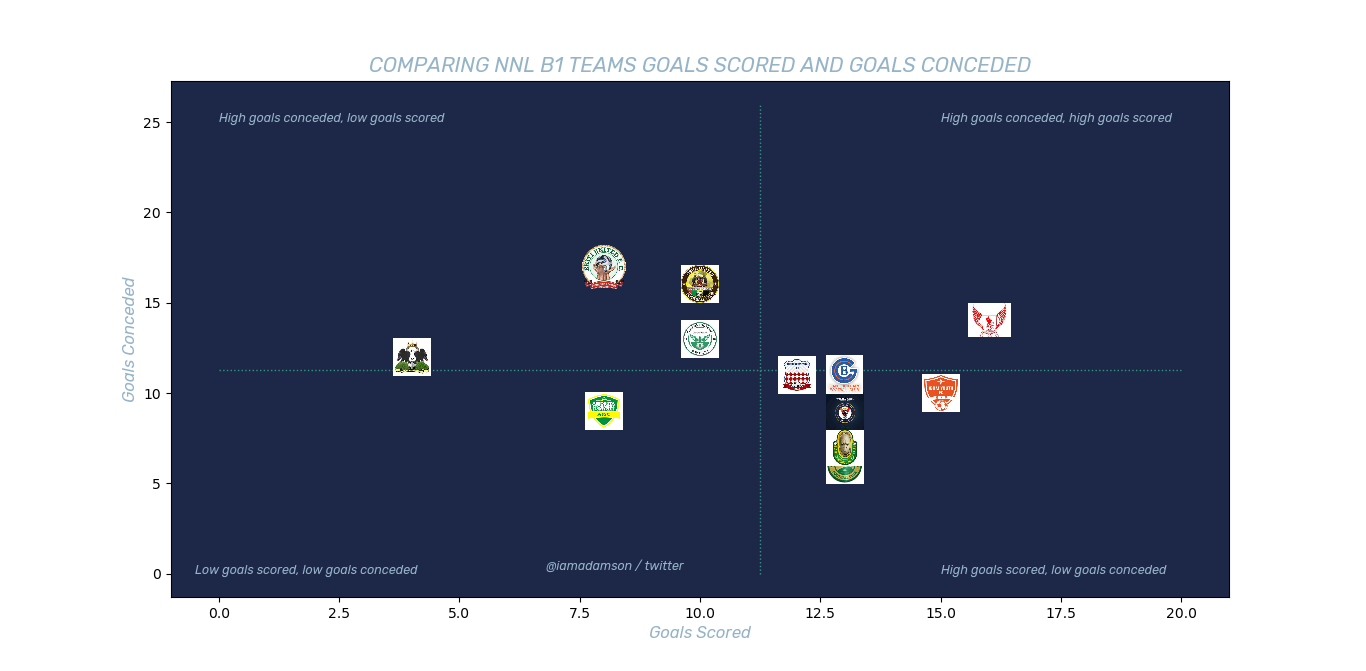 COMPARING NNL B1 TEAMS GOALS SCORED AND GOALS CONCEDED
High goals conceded, low goals scored
High goals conceded, high goals scored
25
20
15
10
5
0
Goals Conceded
Low goals scored, low goals conceded
@iamadamson / twitter
High goals scored, low goals conceded
0.0 2.5 5.0 7.5 10.0 12.5 15.0 17.5 20.0
Goals Scored